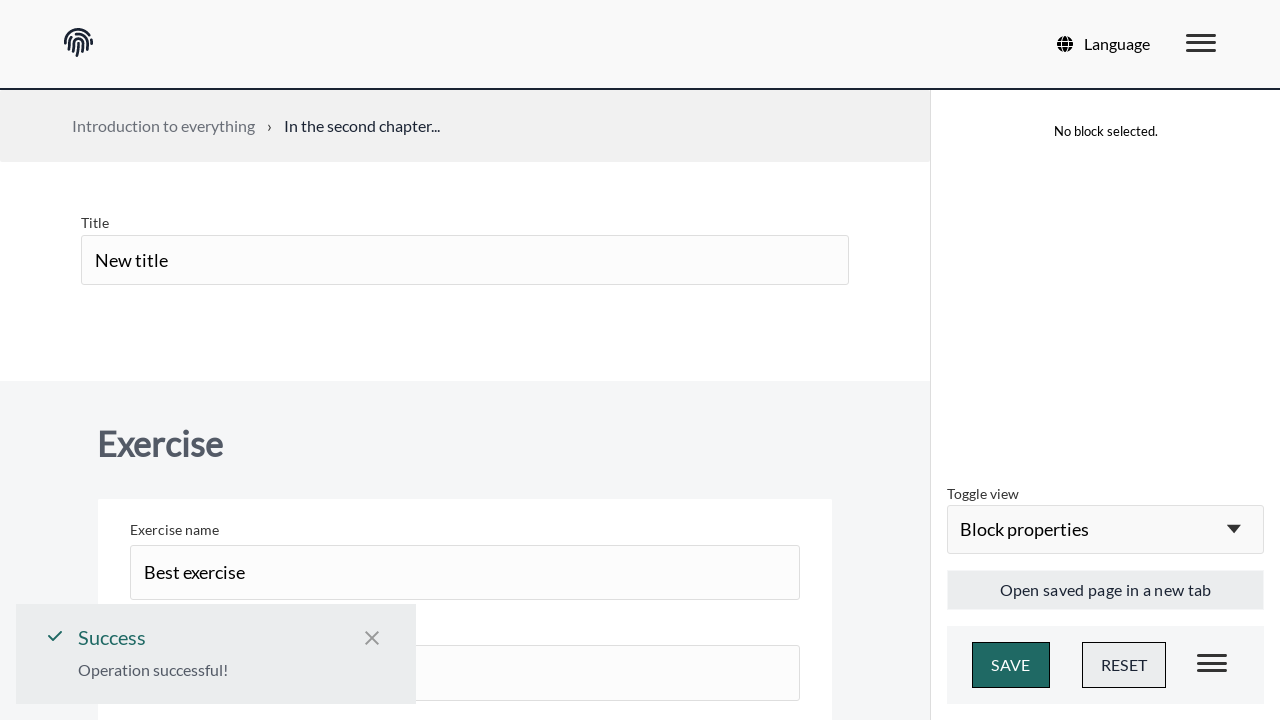 Language
Introduction to everything › In the second chapter...
No block selected.
Title
New title
Exercise
Exercise name
Best exercise
Success
Operation successful!
Toggle view
Block properties
Open saved page in a new tab
SAVE
RESET